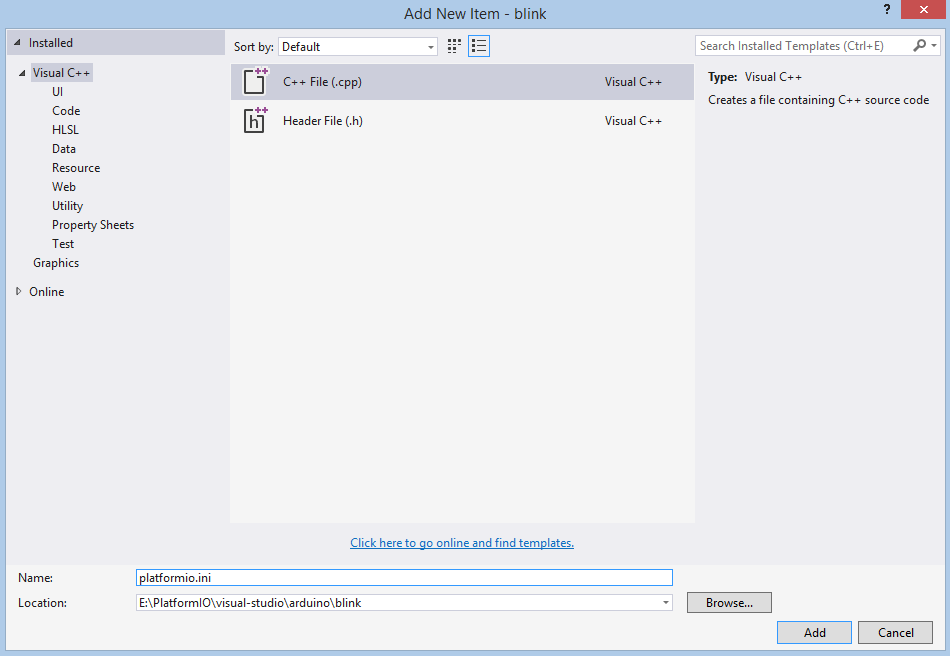 Add New Item - blink
?
Installed
Sort by: Default
Search Installed Templates (Ctrl+E)
Visual C++
UI
Code
HLSL
Data
Resource
Web
Utility
Property Sheets
Test
Graphics
Online
C++ File (.cpp) Visual C++
Header File (.h) Visual C++
Type: Visual C++
Creates a file containing C++ source code
Click here to go online and find templates.
Name: platformio.ini
Location: E:\PlatformIO\visual-studio\arduino\blink Browse...
Add Cancel